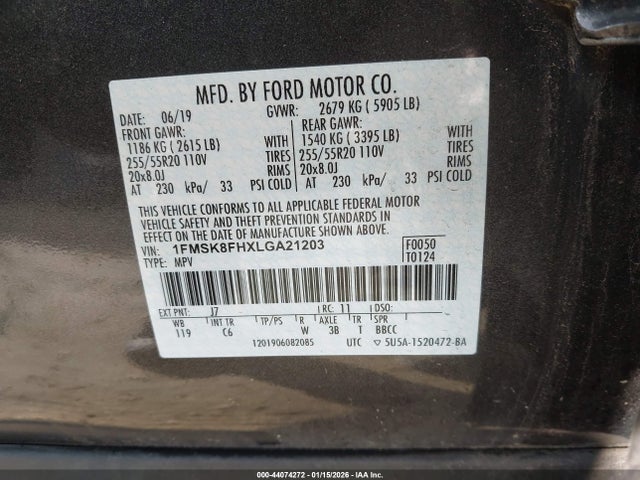 MFD. BY FORD MOTOR CO.
DATE: 06/19 GVWR: 2679 KG ( 5905 LB)
FRONT GAWR: REAR GAWR:
1186 KG ( 2615 LB) WITH 1540 KG ( 3395 LB) WITH
255/55R20 110V TIRES 255/55R20 110V TIRES
20x8.0J RIMS 20x8.0J RIMS
AT 230 kPa/ 33 PSI COLD AT 230 kPa/ 33 PSI COLD
THIS VEHICLE CONFORMS TO ALL APPLICABLE FEDERAL MOTOR
VEHICLE SAFETY AND THEFT PREVENTION STANDARDS IN
EFFECT ON THE DATE OF MANUFACTURE SHOWN ABOVE.
VIN: 1FMSK8FHXLGA21203 F0050
TYPE: MPV T0124
EXT PNT: J7 RC: 11 DSO:
WB INT TR TP/PS R AXLE TR SPR
119 C6 W 3B T BBCC
1201906082085 UTC ▽ 5U5A-1520472-BA
000-44074272 - 01/15/2026 - IAA Inc.